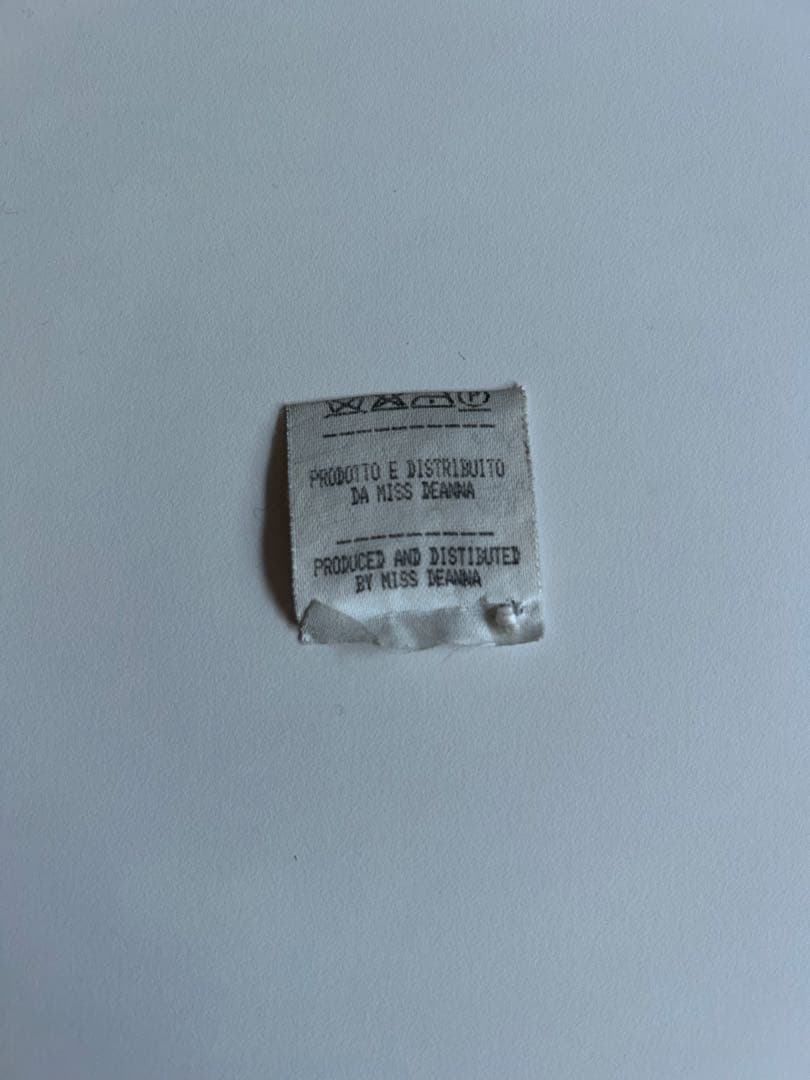 PRODOTTO E DISTRIBUITO
DA MISS DEANNA
PRODUCED AND DISTIBUTED
BY MISS DEANNA